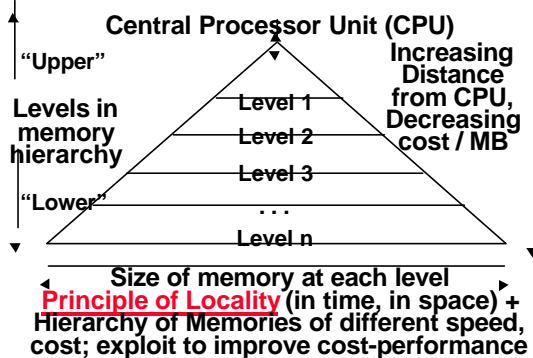 Central Processor Unit (CPU)
“Upper”
Levels in
memory
hierarchy
“Lower”
Increasing
Distance
from CPU,
Decreasing
cost / MB
Level 1
Level 2
Level 3
. . .
Level n
Size of memory at each level
Principle of Locality (in time, in space) +
Hierarchy of Memories of different speed,
cost; exploit to improve cost-performance